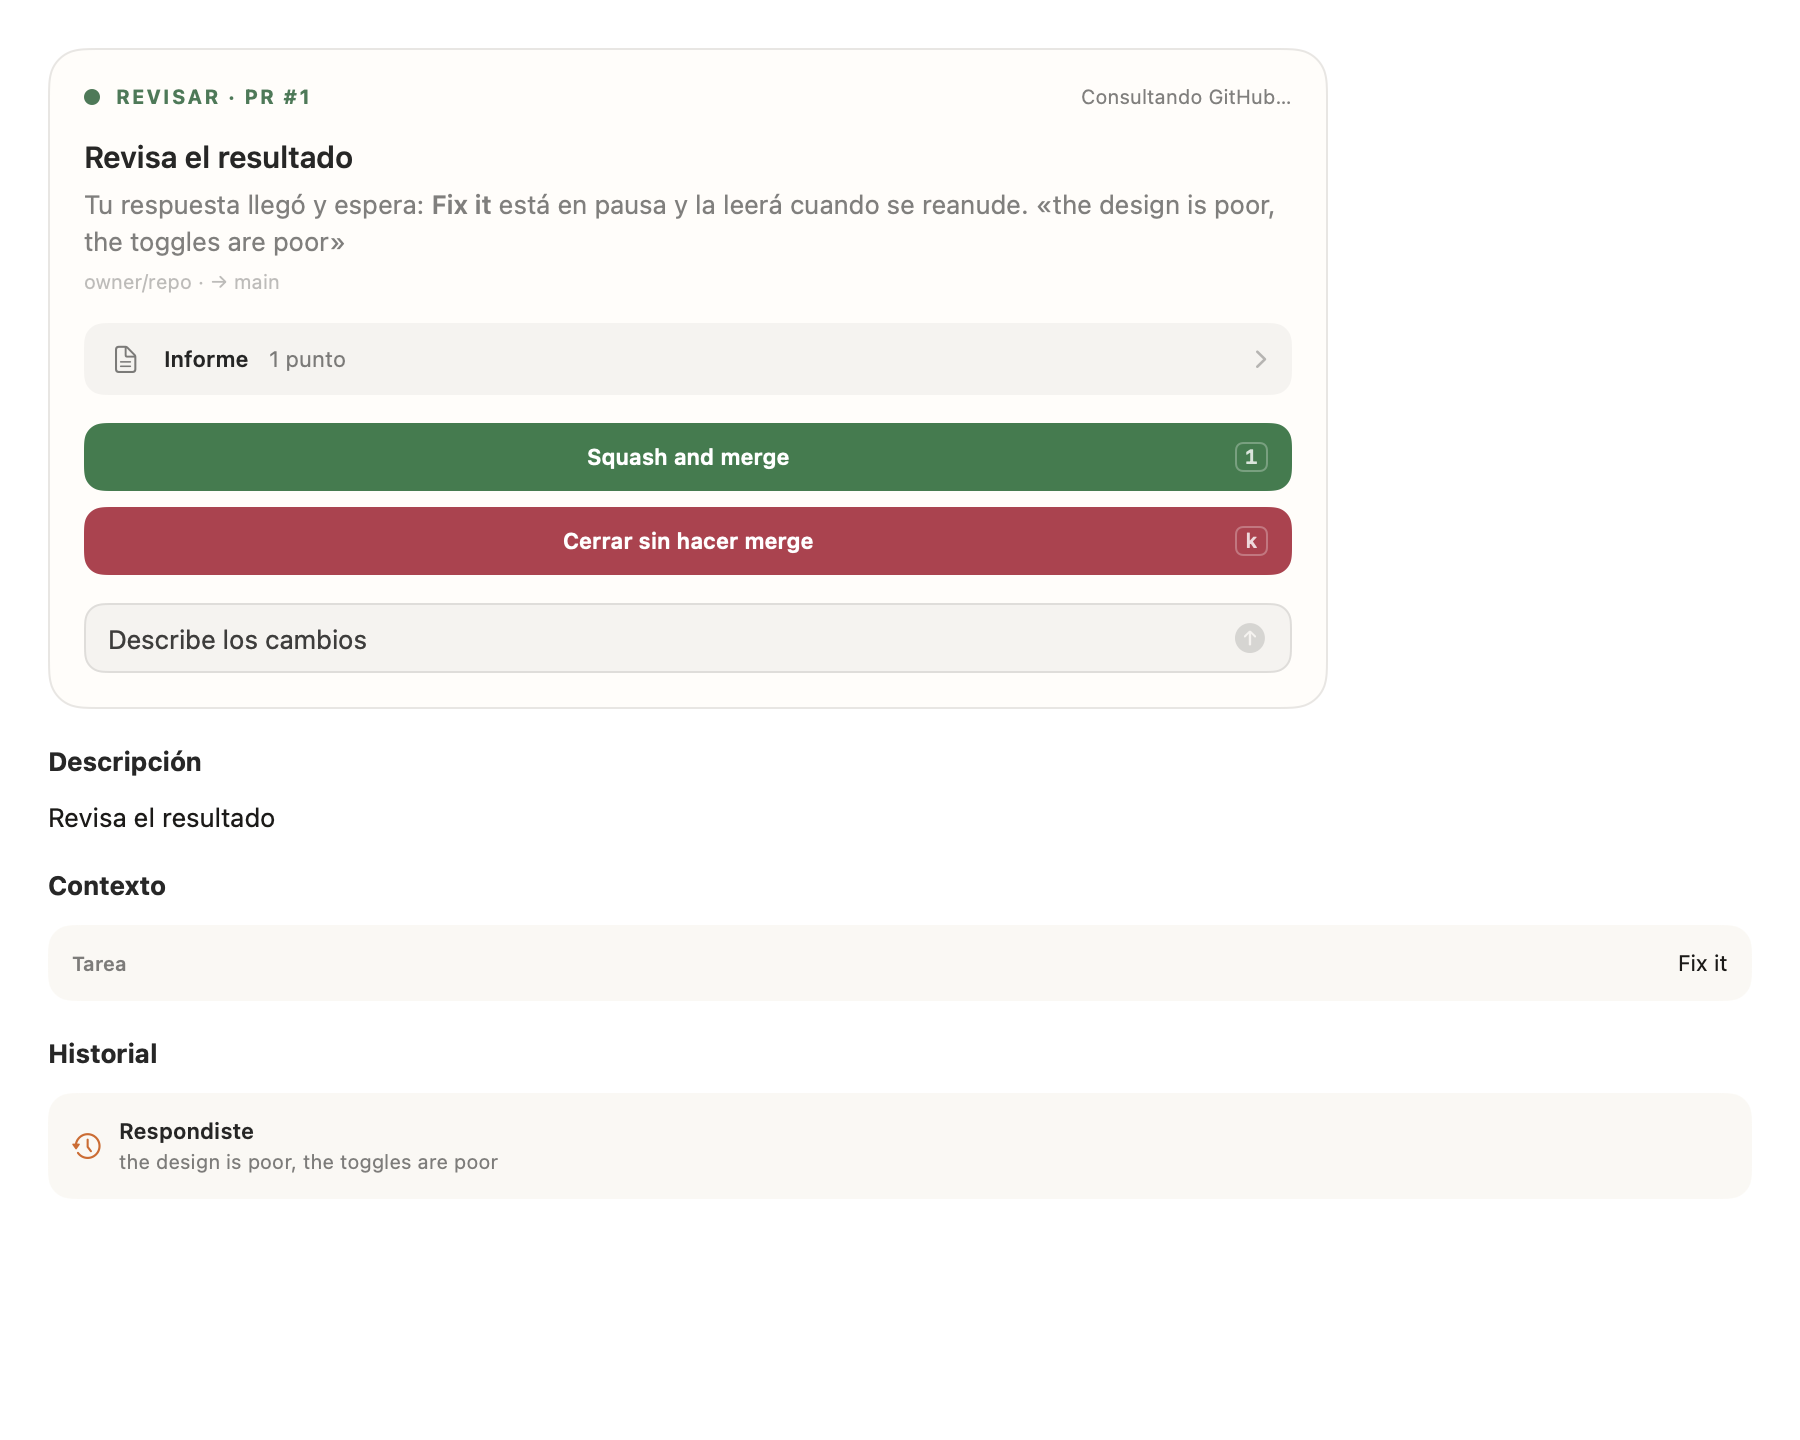 REVISAR · PR #1
Consultando GitHub...
Revisa el resultado
Tu respuesta llegó y espera: Fix it está en pausa y la leerá cuando se reanude. «the design is poor,
the toggles are poor»
owner/repo · → main
Informe 1 punto
Squash and merge 1
Cerrar sin hacer merge k
Describe los cambios
Descripción
Revisa el resultado
Contexto
Tarea Fix it
Historial
Respondiste
the design is poor, the toggles are poor